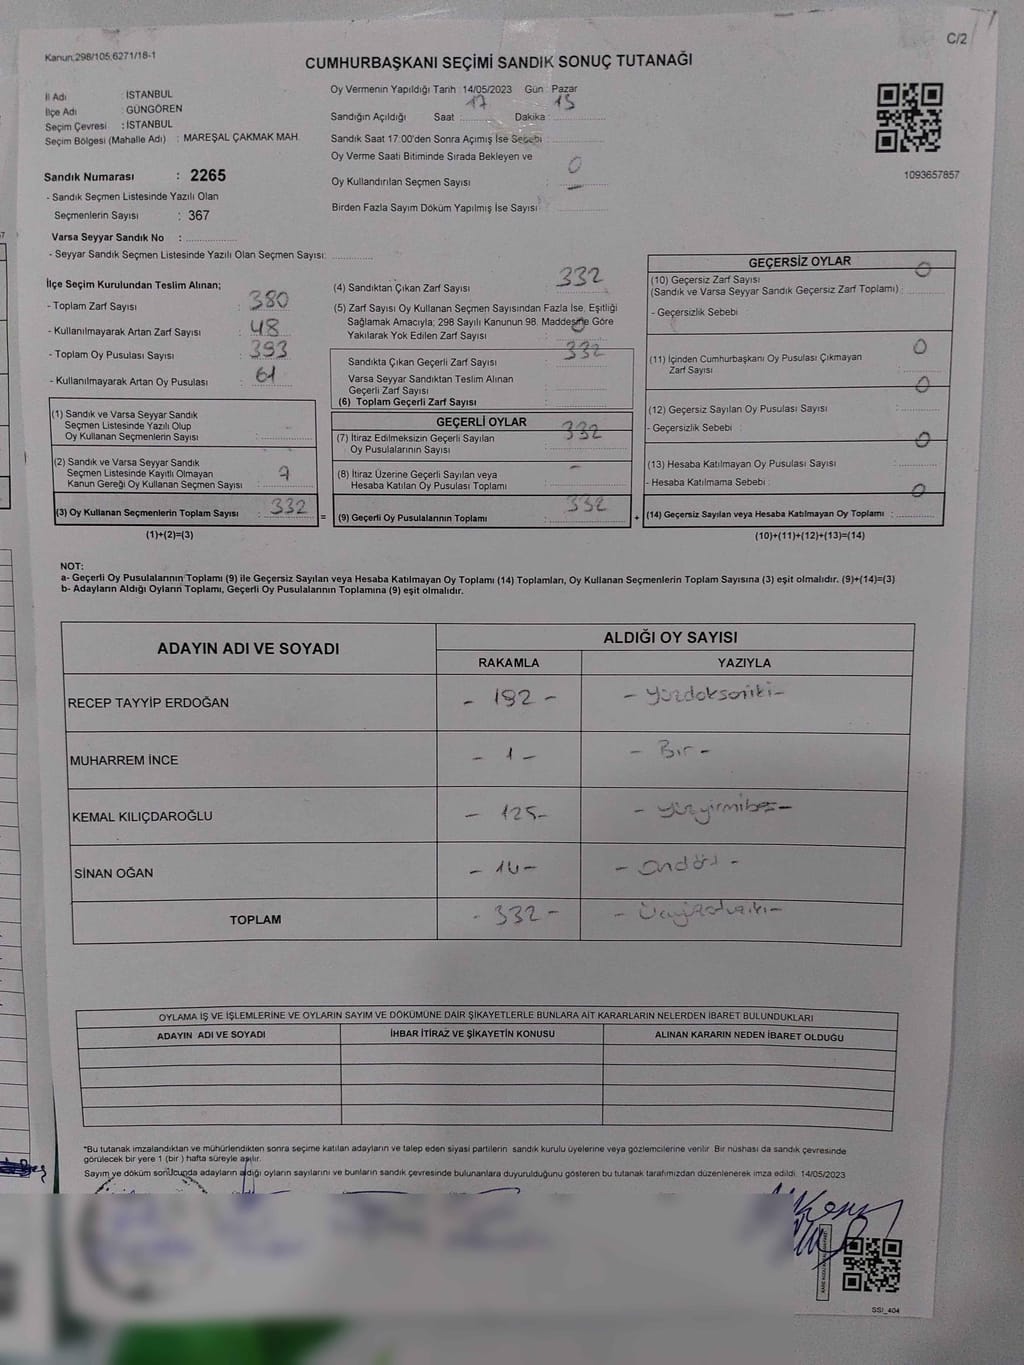 C/2
Kanun;298/105,6271/18-1
CUMHURBAŞKANI SEÇİMİ SANDIK SONUÇ TUTANAĞI
İl Adı : İSTANBUL
İlçe Adı : GÜNGÖREN
Seçim Çevresi : İSTANBUL
Seçim Bölgesi (Mahalle Adı) : MAREŞAL ÇAKMAK MAH.
Sandık Numarası : 2265
- Sandık Seçmen Listesinde Yazılı Olan
Seçmenlerin Sayısı : 367
Varsa Seyyar Sandık No :
- Seyyar Sandık Seçmen Listesinde Yazılı Olan Seçmen Sayısı:
Oy Vermenin Yapıldığı Tarih : 14/05/2023 Gün : Pazar
Sandığın Açıldığı Saat : 17 Dakika : 15
Sandık Saat 17:00'den Sonra Açımış İse Sebebi :
Oy Verme Saati Bitiminde Sırada Bekleyen ve
Oy Kullandırılan Seçmen Sayısı : 0
Birden Fazla Sayım Döküm Yapılmış İse Sayısı :
1093657857
İlçe Seçim Kurulundan Teslim Alınan;
- Toplam Zarf Sayısı : 380
- Kullanılmayarak Artan Zarf Sayısı : 48
- Toplam Oy Pusulası Sayısı : 393
- Kullanılmayarak Artan Oy Pusulası : 61
(1) Sandık ve Varsa Seyyar Sandık
Seçmen Listesinde Yazılı Olup
Oy Kullanan Seçmenlerin Sayısı :
(2) Sandık ve Varsa Seyyar Sandık
Seçmen Listesinde Kayıtlı Olmayan
Kanun Gereği Oy Kullanan Seçmen Sayısı :
(3) Oy Kullanan Seçmenlerin Toplam Sayısı : 332
(1)+(2)=(3)
(4) Sandıktan Çıkan Zarf Sayısı : 332
(5) Zarf Sayısı Oy Kullanan Seçmen Sayısından Fazla İse, Eşitliği
Sağlamak Amacıyla; 298 Sayılı Kanunun 98. Maddesine Göre
Yakılarak Yok Edilen Zarf Sayısı : 0
Sandıkta Çıkan Geçerli Zarf Sayısı : 332
Varsa Seyyar Sandıktan Teslim Alınan
Geçerli Zarf Sayısı :
(6) Toplam Geçerli Zarf Sayısı :
GEÇERLİ OYLAR
(7) İtiraz Edilmeksizin Geçerli Sayılan
Oy Pusulalarının Sayısı : 332
(8) İtiraz Üzerine Geçerli Sayılan veya
Hesaba Katılan Oy Pusulası Toplamı : -
= (9) Geçerli Oy Pusulalarının Toplamı : 332
GEÇERSİZ OYLAR
(10) Geçersiz Zarf Sayısı
(Sandık ve Varsa Seyyar Sandık Geçersiz Zarf Toplamı) : 0
- Geçersizlik Sebebi :
(11) İçinden Cumhurbaşkanı Oy Pusulası Çıkmayan
Zarf Sayısı : 0
(12) Geçersiz Sayılan Oy Pusulası Sayısı : 0
- Geçersizlik Sebebi :
(13) Hesaba Katılmayan Oy Pusulası Sayısı : 0
- Hesaba Katılmama Sebebi :
+ (14) Geçersiz Sayılan veya Hesaba Katılmayan Oy Toplamı : 0
(10)+(11)+(12)+(13)=(14)
NOT:
a- Geçerli Oy Pusulalarının Toplamı (9) ile Geçersiz Sayılan veya Hesaba Katılmayan Oy Toplamı (14) Toplamları, Oy Kullanan Seçmenlerin Toplam Sayısına (3) eşit olmalıdır. (9)+(14)=(3)
b- Adayların Aldığı Oyların Toplamı, Geçerli Oy Pusulalarının Toplamına (9) eşit olmalıdır.
ADAYIN ADI VE SOYADI ALDIĞI OY SAYISI
RAKAMLA YAZIYLA
RECEP TAYYİP ERDOĞAN - 192 - - Yüzdoksaniki -
MUHARREM İNCE - 1 - - Bir -
KEMAL KILIÇDAROĞLU - 125 - - Yüzyirmibeş -
SİNAN OĞAN - 14 - - Ondört -
TOPLAM - 332 - - Üçyüzotuziki -
OYLAMA İŞ VE İŞLEMLERİNE VE OYLARIN SAYIM VE DÖKÜMÜNE DAİR ŞİKAYETLERLE BUNLARA AİT KARARLARIN NELERDEN İBARET BULUNDUKLARI
ADAYIN ADI VE SOYADI İHBAR İTİRAZ VE ŞİKAYETİN KONUSU ALINAN KARARIN NEDEN İBARET OLDUĞU
*Bu tutanak imzalandıktan ve mühürlendikten sonra seçime katılan adayların ve talep eden siyasi partilerin sandık kurulu üyelerine veya gözlemcilerine verilir. Bir nüshası da sandık çevresinde
görülecek bir yere 1 (bir ) hafta süreyle asılır.
Sayım ve döküm sonucunda adayların aldığı oyların sayılarını ve bunların sandık çevresinde bulunanlara duyurulduğunu gösteren bu tutanak tarafımızdan düzenlenerek imza edildi. 14/05/2023
SSİ_404